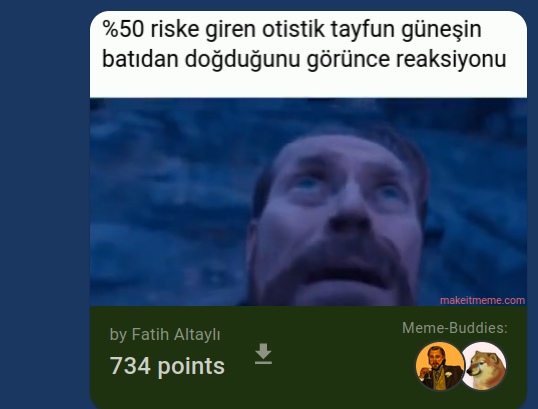 %50 riske giren otistik tayfun güneşin
batıdan doğduğunu görünce reaksiyonu
makeitmeme.com
by Fatih Altaylı
734 points
Meme-Buddies: